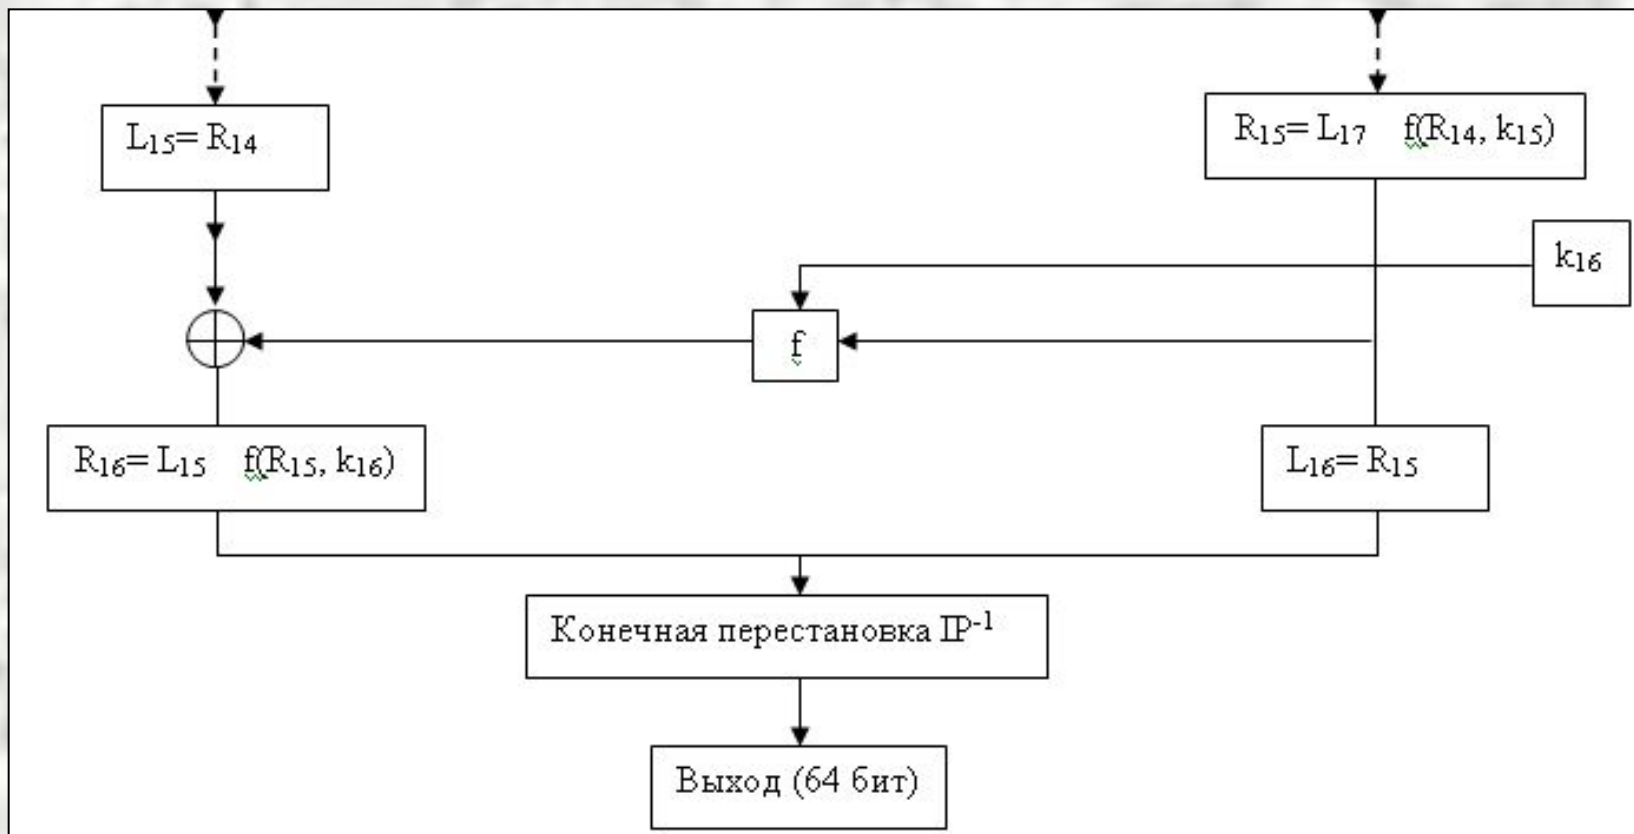 L15= R14
R15= L17 f(R14, k15)
k16
f
R16= L15 f(R15, k16)
L16= R15
Конечная перестановка IP-1
Выход (64 бит)